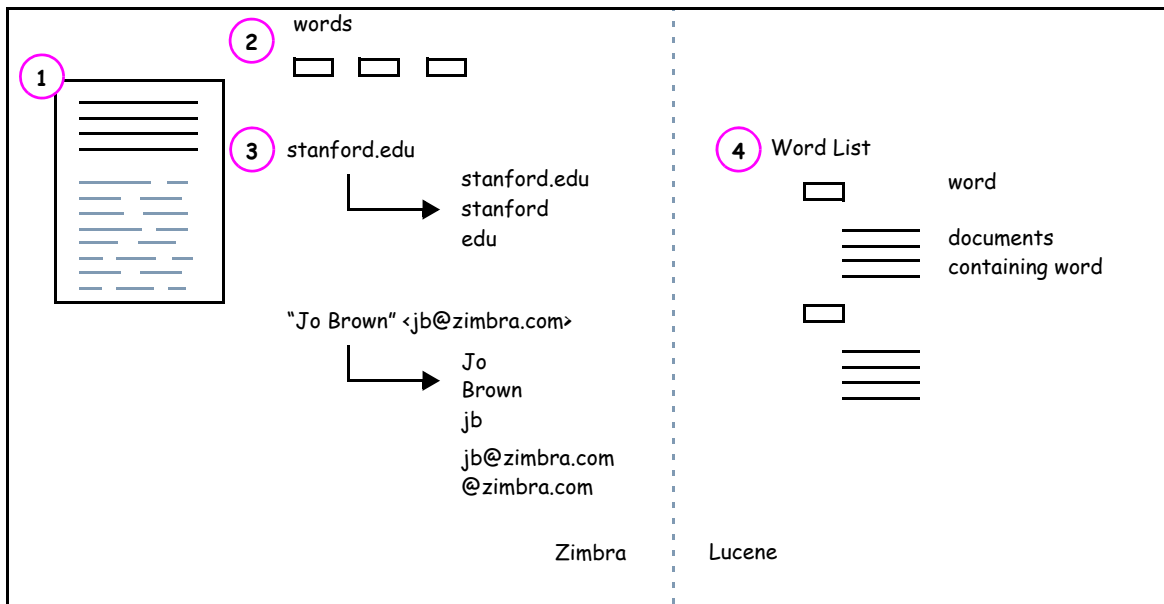 1
2
words
3
stanford.edu
stanford.edu
stanford
edu
“Jo Brown” <jb@zimbra.com>
Jo
Brown
jb
jb@zimbra.com
@zimbra.com
Zimbra
4
Word List
word
documents
containing word
Lucene